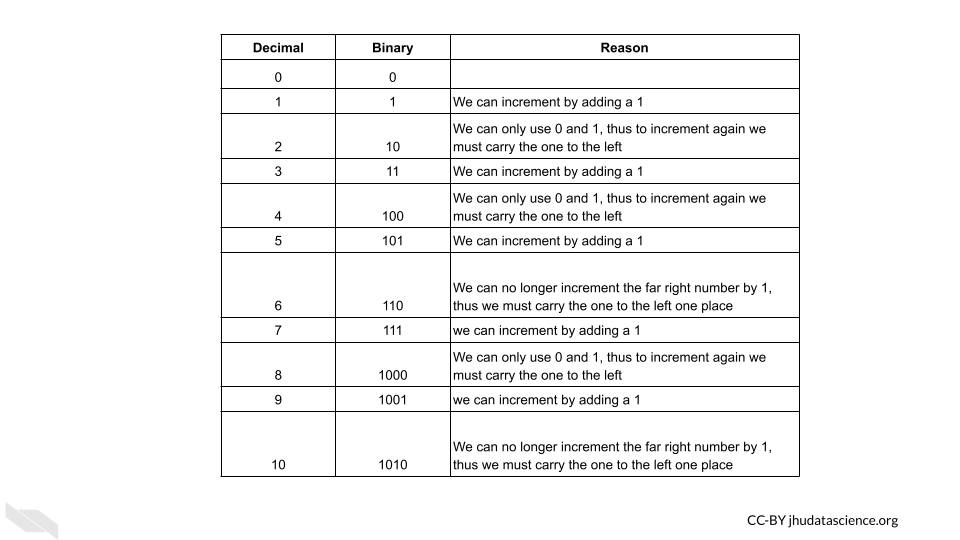 Decimal Binary Reason
0 0
1 1 We can increment by adding a 1
We can only use 0 and 1, thus to increment again we
2 10 must carry the one to the left
3 11 We can increment by adding a 1
We can only use 0 and 1, thus to increment again we
4 100 must carry the one to the left
5 101 We can increment by adding a 1
We can no longer increment the far right number by 1,
6 110 thus we must carry the one to the left one place
7 111 we can increment by adding a 1
We can only use 0 and 1, thus to increment again we
8 1000 must carry the one to the left
9 1001 we can increment by adding a 1
We can no longer increment the far right number by 1,
10 1010 thus we must carry the one to the left one place
CC-BY jhudatascience.org